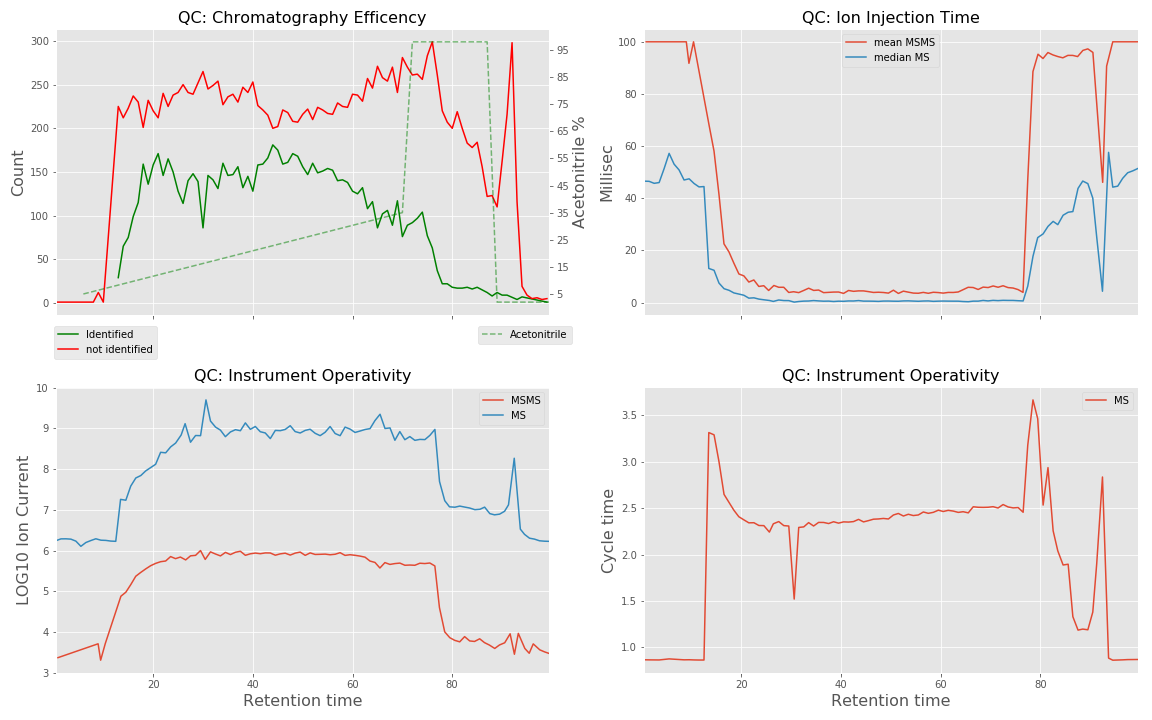 QC: Chromatography Efficency
300
250
200
150
100
50
0
Count
95
85
75
65
55
45
35
25
15
5
Acetonitrile %
Identified
not identified
Acetonitrile
QC: Ion Injection Time
100
80
60
40
20
0
Millisec
mean MSMS
median MS
QC: Instrument Operativity
10
9
8
7
6
5
4
3
LOG10 Ion Current
MSMS
MS
20 40 60 80
Retention time
QC: Instrument Operativity
3.5
3.0
2.5
2.0
1.5
1.0
Cycle time
MS
20 40 60 80
Retention time